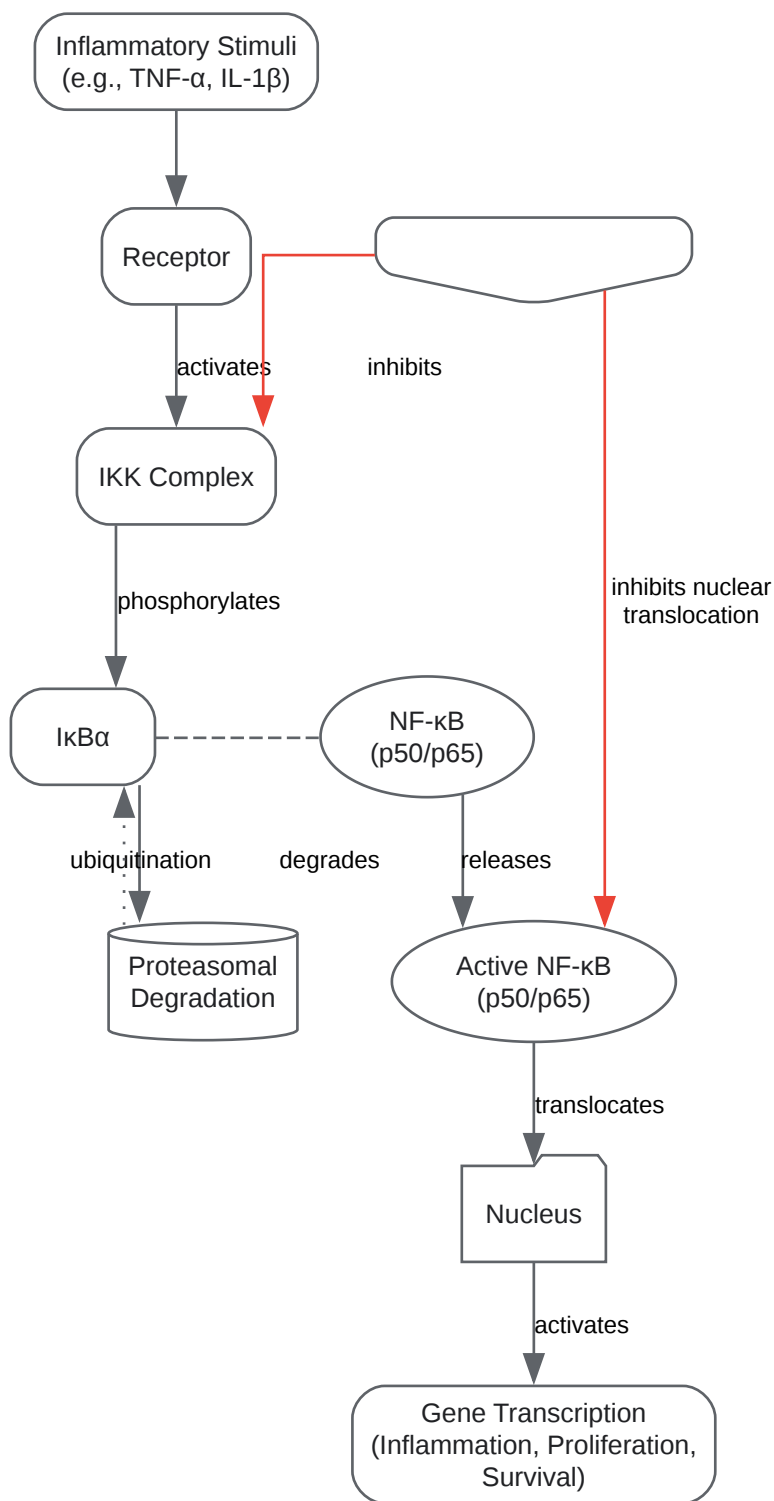 Inflammatory Stimuli
(e.g., TNF-α, IL-1β)
Receptor
activates
inhibits
IKK Complex
phosphorylates
inhibits nuclear
translocation
IκBα
NF-κB
(p50/p65)
ubiquitination
degrades
releases
Proteasomal
Degradation
Active NF-κB
(p50/p65)
translocates
Nucleus
activates
Gene Transcription
(Inflammation, Proliferation,
Survival)